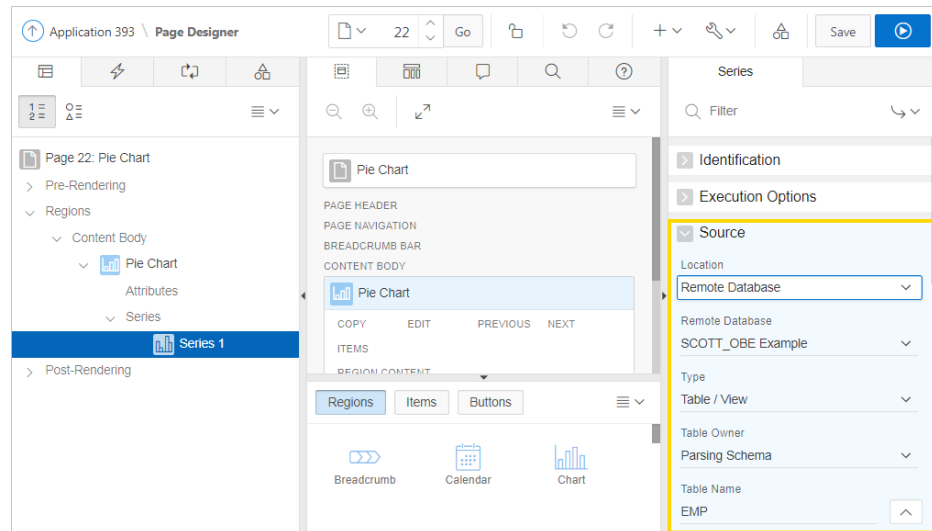 Application 393 \ Page Designer
22
Go
Save
Page 22: Pie Chart
Pre-Rendering
Regions
Content Body
Pie Chart
Attributes
Series
Series 1
Post-Rendering
Pie Chart
PAGE HEADER
PAGE NAVIGATION
BREADCRUMB BAR
CONTENT BODY
Pie Chart
COPY EDIT PREVIOUS NEXT
ITEMS
REGION CONTENT
Regions Items Buttons
Breadcrumb Calendar Chart
Series
Filter
Identification
Execution Options
Source
Location
Remote Database
Remote Database
SCOTT_OBE Example
Type
Table / View
Table Owner
Parsing Schema
Table Name
EMP